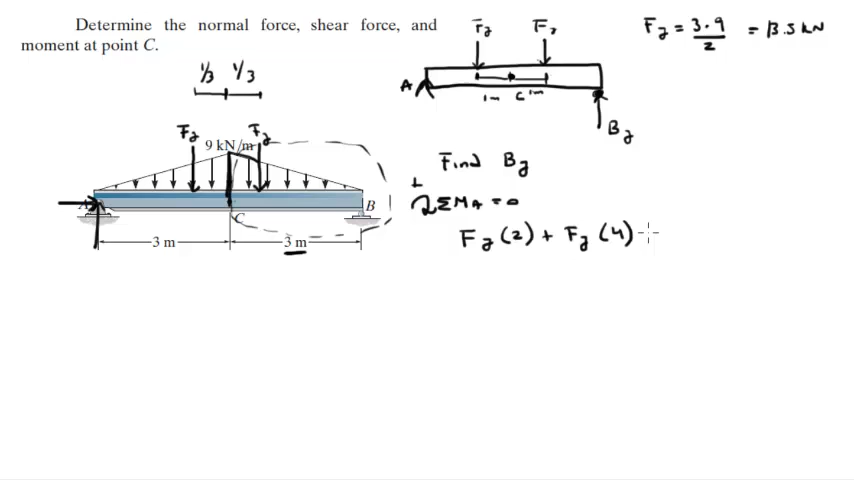 Determine the normal force, shear force, and
moment at point C.
1/3 1/3
F₂ F₂
9 kN/m
A B
C
3 m 3 m
F₂ F₂
A 1m C 1m
B₂
F₂ = 3·9/2 = 13.5 kN
Find B₂
+ ΣM_A = 0
F₂(2) + F₂(4) -